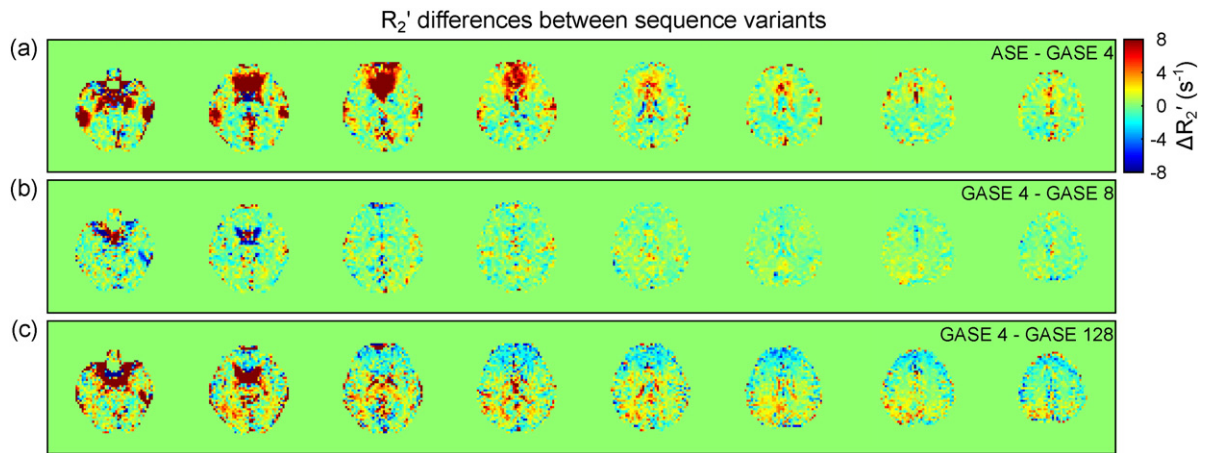 R₂' differences between sequence variants
(a)
ASE - GASE 4
8
4
0
-4
-8
ΔR₂' (s⁻¹)
(b)
GASE 4 - GASE 8
(c)
GASE 4 - GASE 128